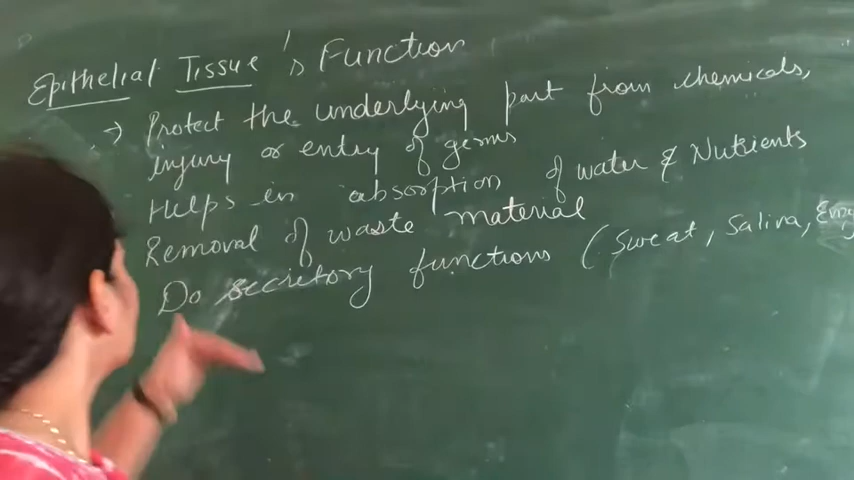 Epithelial Tissue's Function
→ Protect the underlying part from chemicals,
injury or entry of germs
Helps in absorption of water & Nutrients
Removal of waste material
Do secretory functions (Sweat, Saliva,